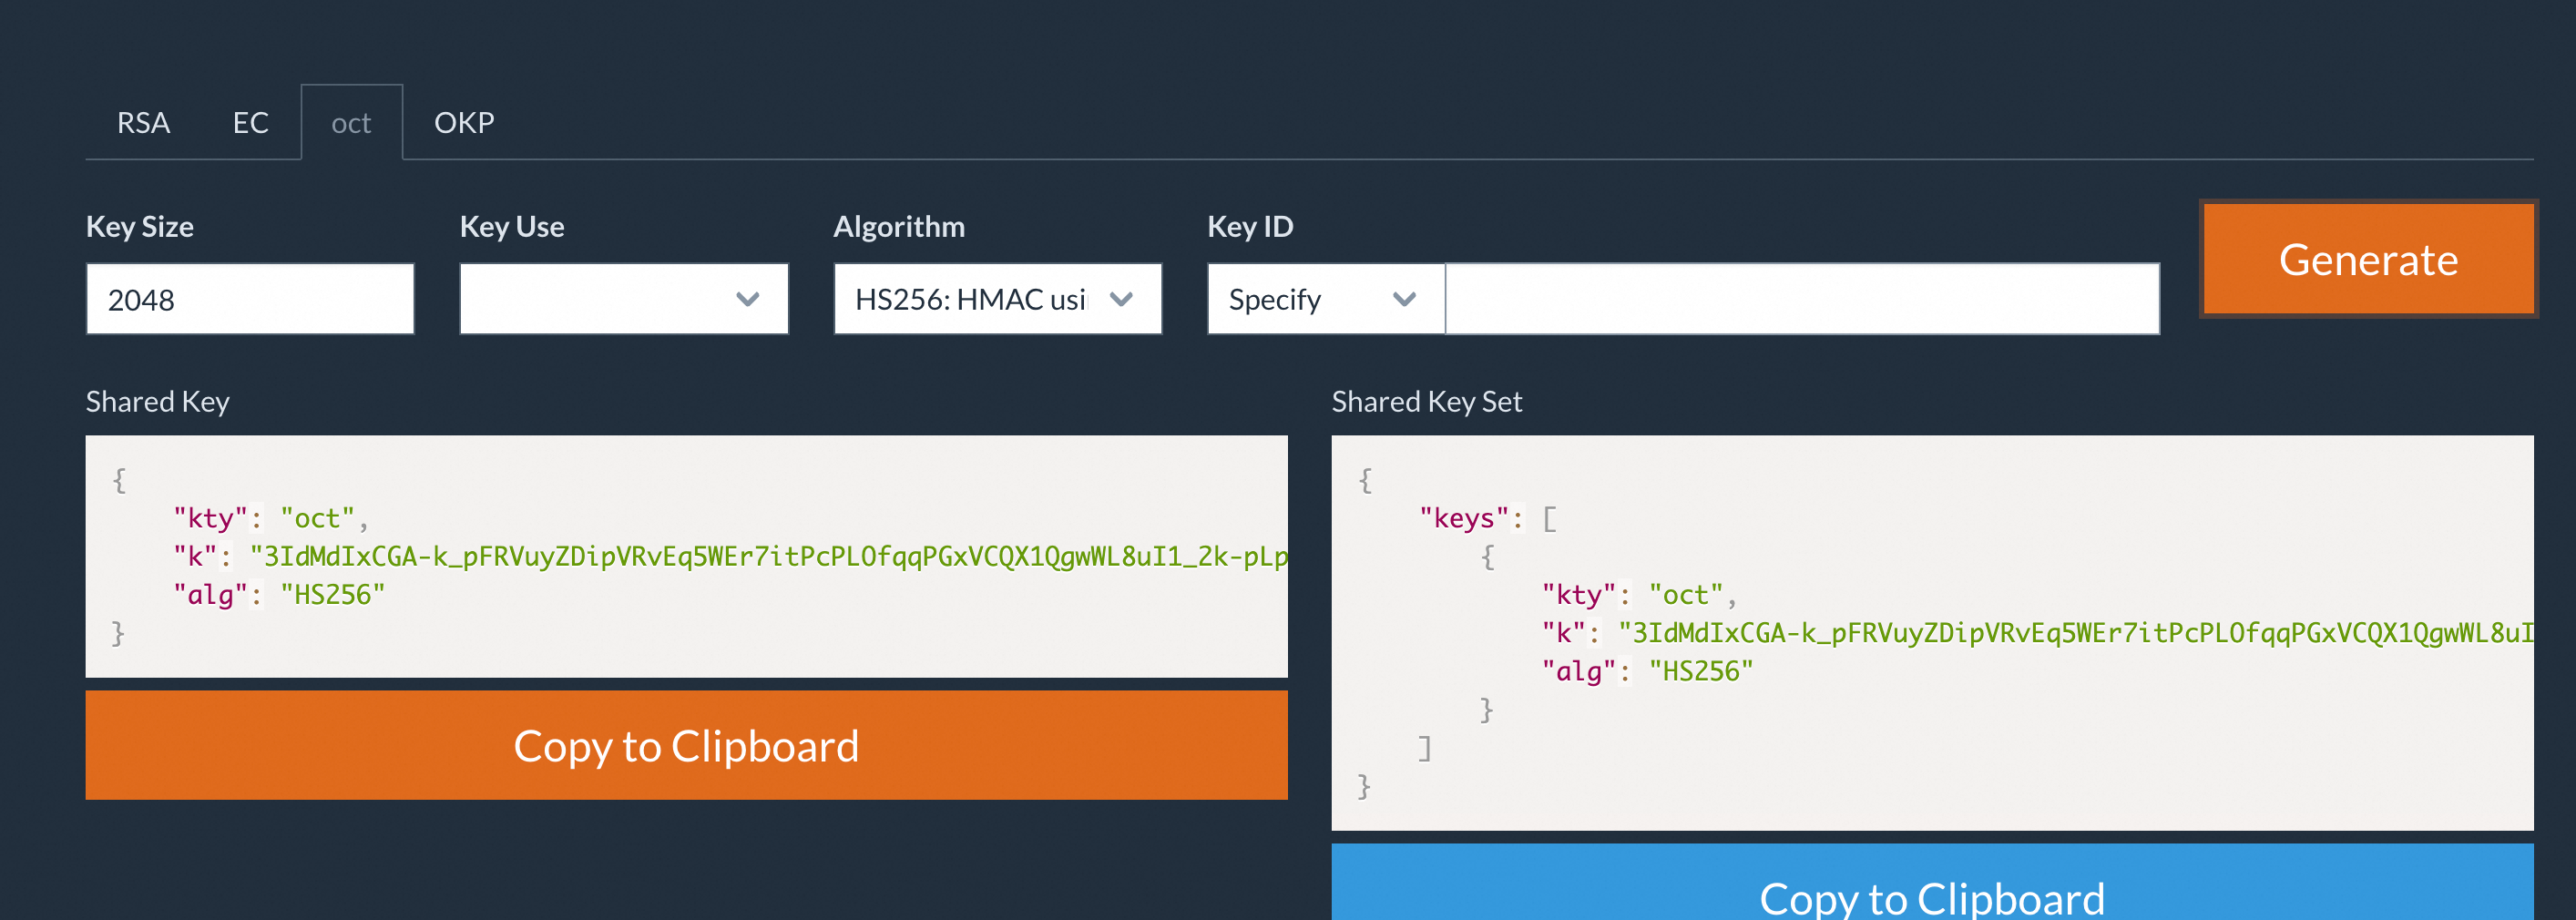 RSA EC oct OKP
Key Size Key Use Algorithm Key ID
Generate
2048 HS256: HMAC usi Specify
Shared Key
{
"kty": "oct",
"k": "3IdMdIxCGA-k_pFRVuyZDipVRvEq5WEr7itPcPLOfqqPGxVCQX1QgwWL8uI1_2k-pLp
"alg": "HS256"
}
Copy to Clipboard
Shared Key Set
{
"keys": [
{
"kty": "oct",
"k": "3IdMdIxCGA-k_pFRVuyZDipVRvEq5WEr7itPcPLOfqqPGxVCQX1QgwWL8uI
"alg": "HS256"
}
]
}
Copy to Clipboard